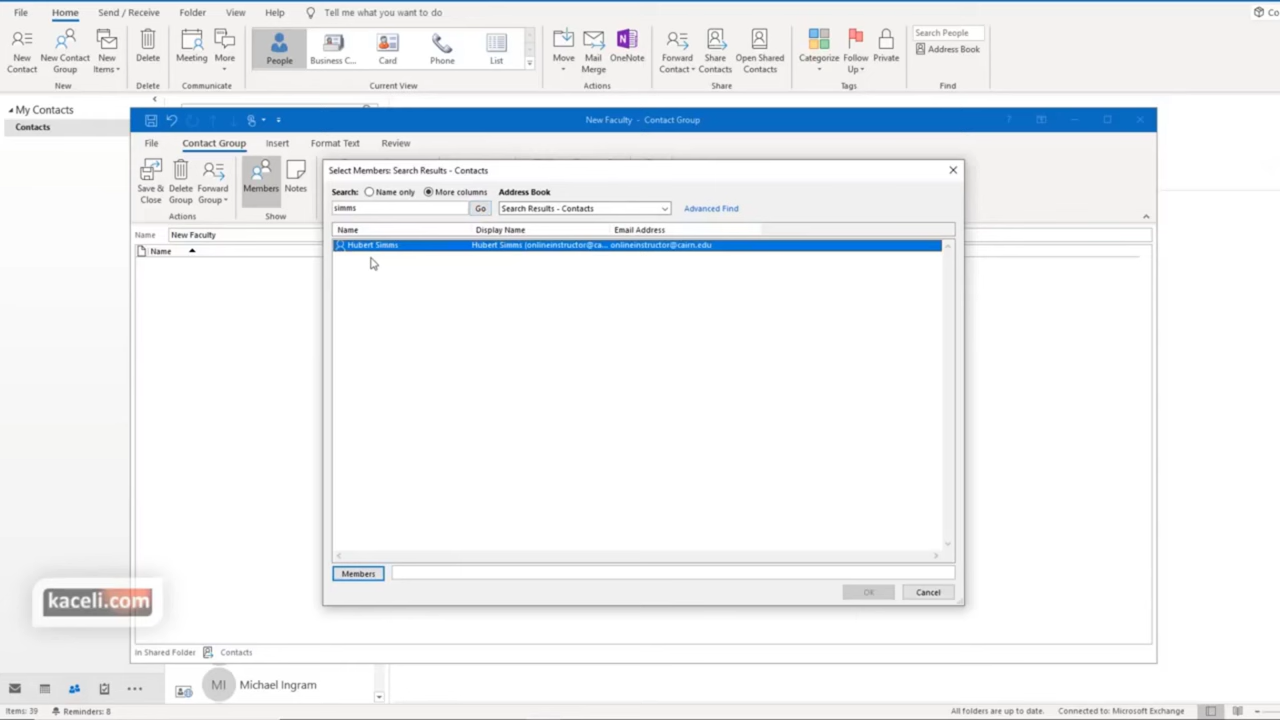 File Home Send / Receive Folder View Help Tell me what you want to do
New Contact New Contact Group New Items Delete Meeting More People Business C... Card Phone List Move Mail Merge OneNote Forward Contact Share Contacts Open Shared Contacts Categorize Follow Up Private Search People Address Book
New Delete Communicate Current View Actions Share Tags Find
My Contacts
Contacts
New Faculty - Contact Group
File Contact Group Insert Format Text Review
Save & Close Delete Group Forward Group Members Notes
Actions Show
Name New Faculty
Name
Select Members: Search Results - Contacts
Search: Name only More columns Address Book
simms Go Search Results - Contacts Advanced Find
Name Display Name Email Address
Hubert Simms Hubert Simms (onlineinstructor@ca... onlineinstructor@cairn.edu
Members
OK Cancel
kaceli.com
In Shared Folder Contacts
MI Michael Ingram
Items: 39 Reminders: 8 All folders are up to date. Connected to: Microsoft Exchange